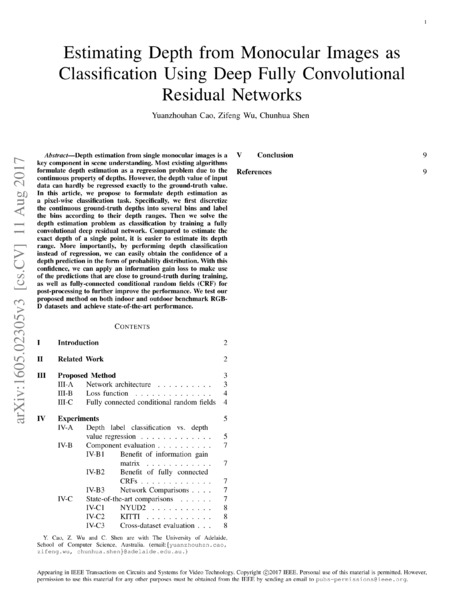 1
Estimating Depth from Monocular Images as
Classification Using Deep Fully Convolutional
Residual Networks
Yuanzhouhan Cao, Zifeng Wu, Chunhua Shen
arXiv:1605.02305v3 [cs.CV] 11 Aug 2017
Abstract—Depth estimation from single monocular images is a
key component in scene understanding. Most existing algorithms
formulate depth estimation as a regression problem due to the
continuous property of depths. However, the depth value of input
data can hardly be regressed exactly to the ground-truth value.
In this article, we propose to formulate depth estimation as
a pixel-wise classification task. Specifically, we first discretize
the continuous ground-truth depths into several bins and label
the bins according to their depth ranges. Then we solve the
depth estimation problem as classification by training a fully
convolutional deep residual network. Compared to estimate the
exact depth of a single point, it is easier to estimate its depth
range. More importantly, by performing depth classification
instead of regression, we can easily obtain the confidence of a
depth prediction in the form of probability distribution. With this
confidence, we can apply an information gain loss to make use
of the predictions that are close to ground-truth during training,
as well as fully-connected conditional random fields (CRF) for
post-processing to further improve the performance. We test our
proposed method on both indoor and outdoor benchmark RGB-
D datasets and achieve state-of-the-art performance.
CONTENTS
I Introduction 2
II Related Work 2
III Proposed Method 3
III-A Network architecture . . . . . . . . . . 3
III-B Loss function . . . . . . . . . . . . . . 4
III-C Fully connected conditional random fields 4
IV Experiments 5
IV-A Depth label classification vs. depth
value regression . . . . . . . . . . . . . 5
IV-B Component evaluation . . . . . . . . . . 7
IV-B1 Benefit of information gain
matrix . . . . . . . . . . . . 7
IV-B2 Benefit of fully connected
CRFs . . . . . . . . . . . . . 7
IV-B3 Network Comparisons . . . . 7
IV-C State-of-the-art comparisons . . . . . . 7
IV-C1 NYUD2 . . . . . . . . . . . 8
IV-C2 KITTI . . . . . . . . . . . . 8
IV-C3 Cross-dataset evaluation . . . 8
Y. Cao, Z. Wu and C. Shen are with The University of Adelaide,
School of Computer Science, Australia. (email:{yuanzhouhan.cao,
zifeng.wu, chunhua.shen}@adelaide.edu.au.)
V Conclusion 9
References 9
Appearing in IEEE Transactions on Circuits and Systems for Video Technology. Copyright ©2017 IEEE. Personal use of this material is permitted. However,
permission to use this material for any other purposes must be obtained from the IEEE by sending an email to pubs-permissions@ieee.org.